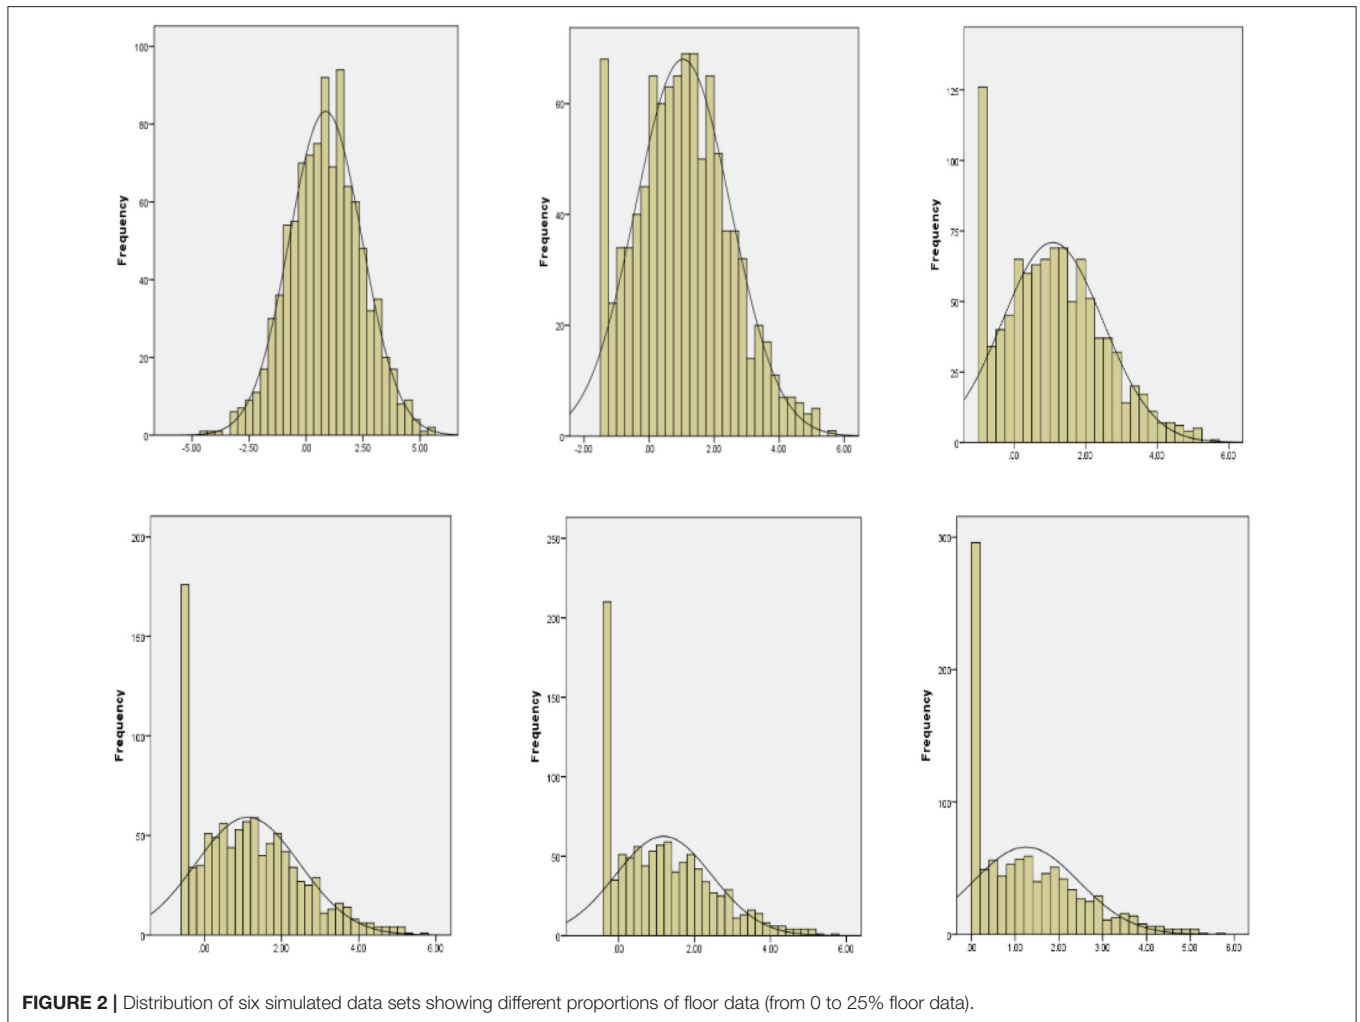 100
80
60
40
20
0
Frequency
-5.00 -2.50 .00 2.50 5.00
60
40
20
0
Frequency
-2.00 .00 2.00 4.00 6.00
125
100
75
50
25
0
Frequency
.00 2.00 4.00 6.00
200
150
100
50
0
Frequency
.00 2.00 4.00 6.00
250
200
150
100
50
0
Frequency
.00 2.00 4.00 6.00
300
200
100
0
Frequency
.00 1.00 2.00 3.00 4.00 5.00 6.00
FIGURE 2 | Distribution of six simulated data sets showing different proportions of floor data (from 0 to 25% floor data).